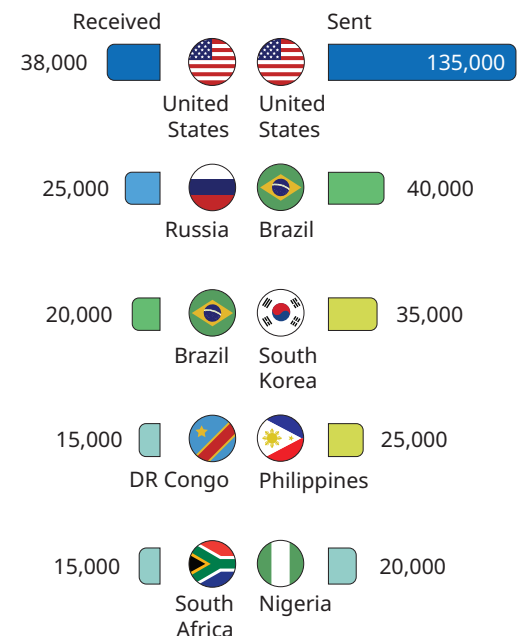 Received Sent
38,000 135,000
United United
States States
25,000 40,000
Russia Brazil
20,000 35,000
Brazil South
Korea
15,000 25,000
DR Congo Philippines
15,000 20,000
South Nigeria
Africa